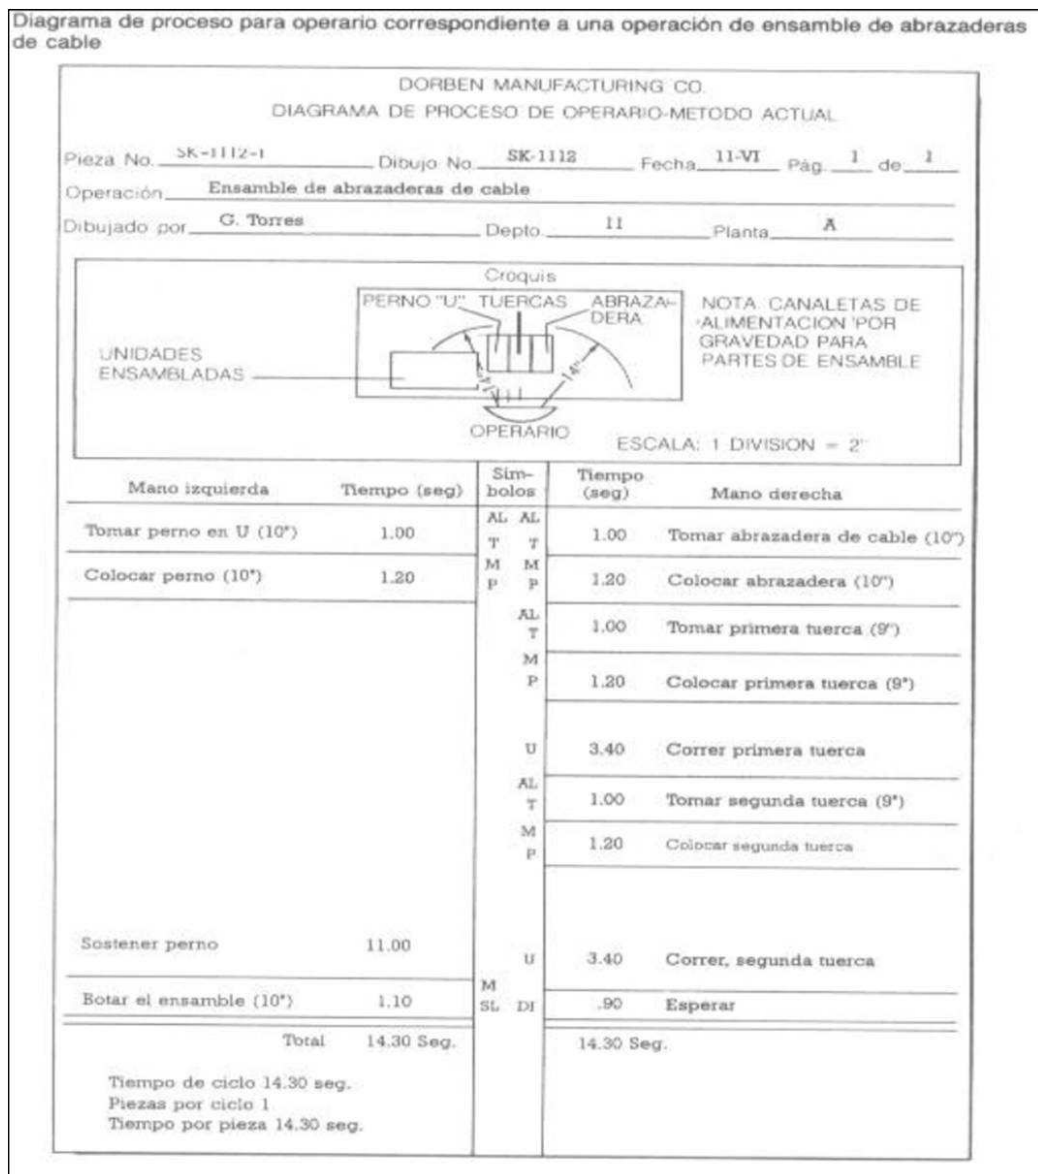 Diagrama de proceso para operario correspondiente a una operación de ensamble de abrazaderas
de cable
DORBEN MANUFACTURING CO.
DIAGRAMA DE PROCESO DE OPERARIO-METODO ACTUAL
Pieza No. SK-1112-1 Dibujo No. SK-1112 Fecha 11-VI Pág. 1 de 1
Operación Ensamble de abrazaderas de cable
Dibujado por G. Torres Depto. 11 Planta A
Croquis
PERNO "U" TUERCAS ABRAZA-
DERA
NOTA: CANALETAS DE
ALIMENTACION POR
GRAVEDAD PARA
PARTES DE ENSAMBLE
UNIDADES
ENSAMBLADAS
14"
OPERARIO
ESCALA: 1 DIVISION = 2"
Mano izquierda Tiempo (seg) Sím-
bolos Tiempo
(seg) Mano derecha
Tomar perno en U (10") 1.00 AL AL
T T 1.00 Tomar abrazadera de cable (10")
Colocar perno (10") 1.20 M M
P P 1.20 Colocar abrazadera (10")
AL
T 1.00 Tomar primera tuerca (9")
M
P 1.20 Colocar primera tuerca (9")
U 3.40 Correr primera tuerca
AL
T 1.00 Tomar segunda tuerca (9")
M
P 1.20 Colocar segunda tuerca
Sostener perno 11.00
U 3.40 Correr, segunda tuerca
Botar el ensamble (10") 1.10 M
SL DI .90 Esperar
Total 14.30 Seg. 14.30 Seg.
Tiempo de ciclo 14.30 seg.
Piezas por ciclo 1
Tiempo por pieza 14.30 seg.